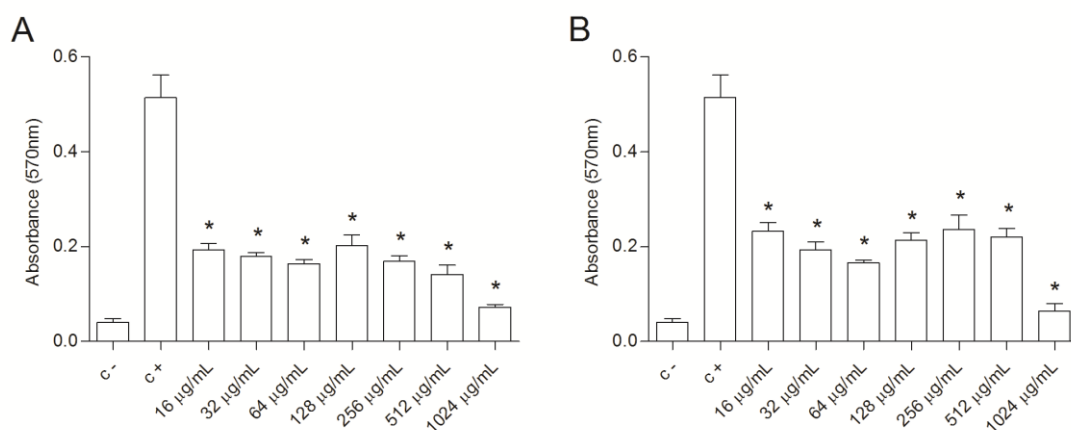 A
Absorbance (570nm)
0.6
0.4
0.2
0.0
* * * * * * *
c -
c +
16 µg/mL
32 µg/mL
64 µg/mL
128 µg/mL
256 µg/mL
512 µg/mL
1024 µg/mL
B
Absorbance (570nm)
0.6
0.4
0.2
0.0
* * * * * * *
c -
c +
16 µg/mL
32 µg/mL
64 µg/mL
128 µg/mL
256 µg/mL
512 µg/mL
1024 µg/mL